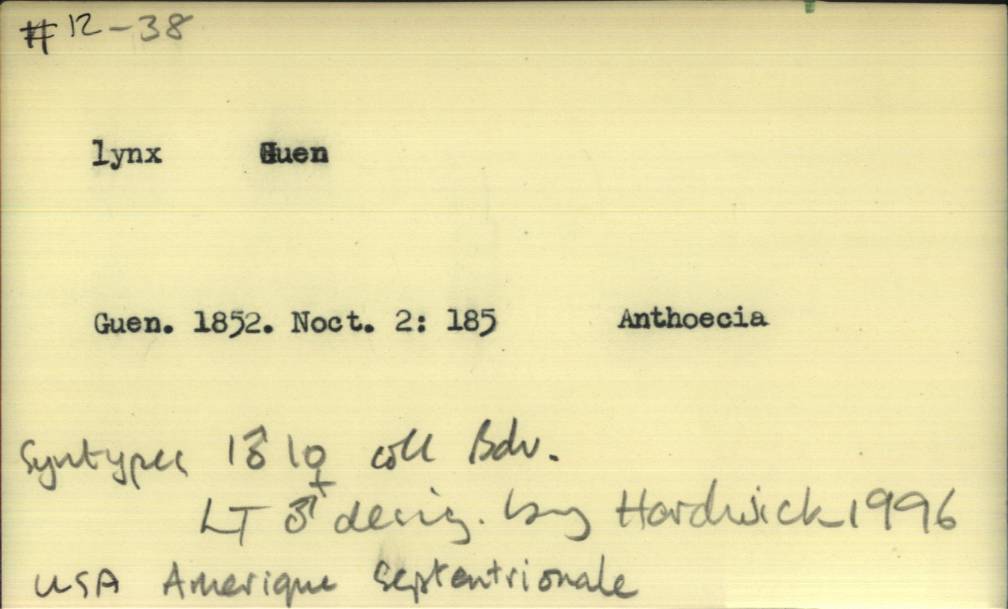 #12-38
lynx Guen
Guen. 1852. Noct. 2: 185 Anthoecia
Syntypes 1♂ 1♀ coll Bdv.
LT ♂ desig. by Hardwick 1996
USA Amerique Septentrionale